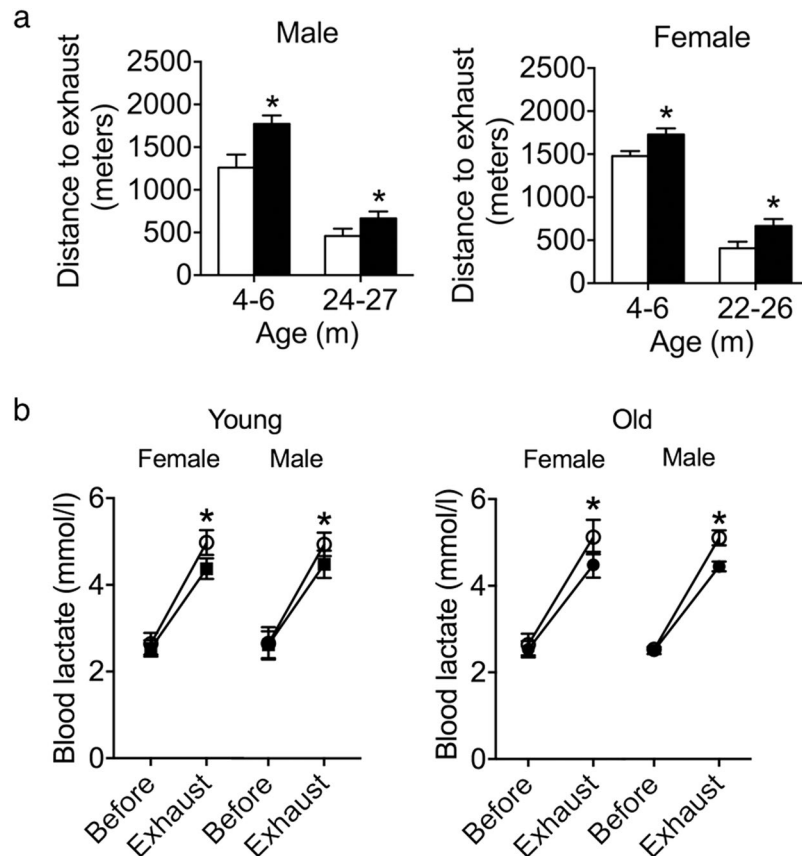 a
Male
Distance to exhaust
(meters)
2500
2000
1500
1000
500
0
*
*
4-6
24-27
Age (m)
Female
Distance to exhaust
(meters)
2500
2000
1500
1000
500
0
*
*
4-6
22-26
Age (m)
b
Young
Female
Male
Blood lactate (mmol/l)
6
4
2
0
*
*
Before
Exhaust
Before
Exhaust
Old
Female
Male
Blood lactate (mmol/l)
6
4
2
0
*
*
Before
Exhaust
Before
Exhaust